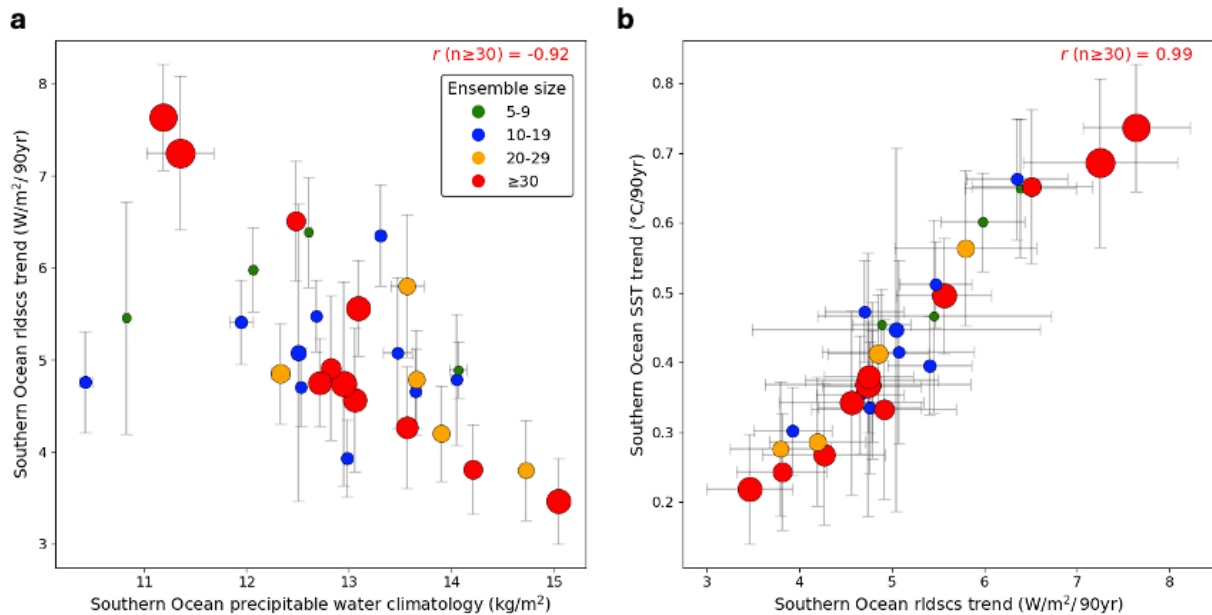 a
r (n≥30) = -0.92
Ensemble size
5-9
10-19
20-29
≥30
Southern Ocean rldscs trend (W/m²/ 90yr)
8
7
6
5
4
3
11 12 13 14 15
Southern Ocean precipitable water climatology (kg/m²)
b
r (n≥30) = 0.99
Southern Ocean SST trend (°C/90yr)
0.8
0.7
0.6
0.5
0.4
0.3
0.2
3 4 5 6 7 8
Southern Ocean rldscs trend (W/m²/ 90yr)